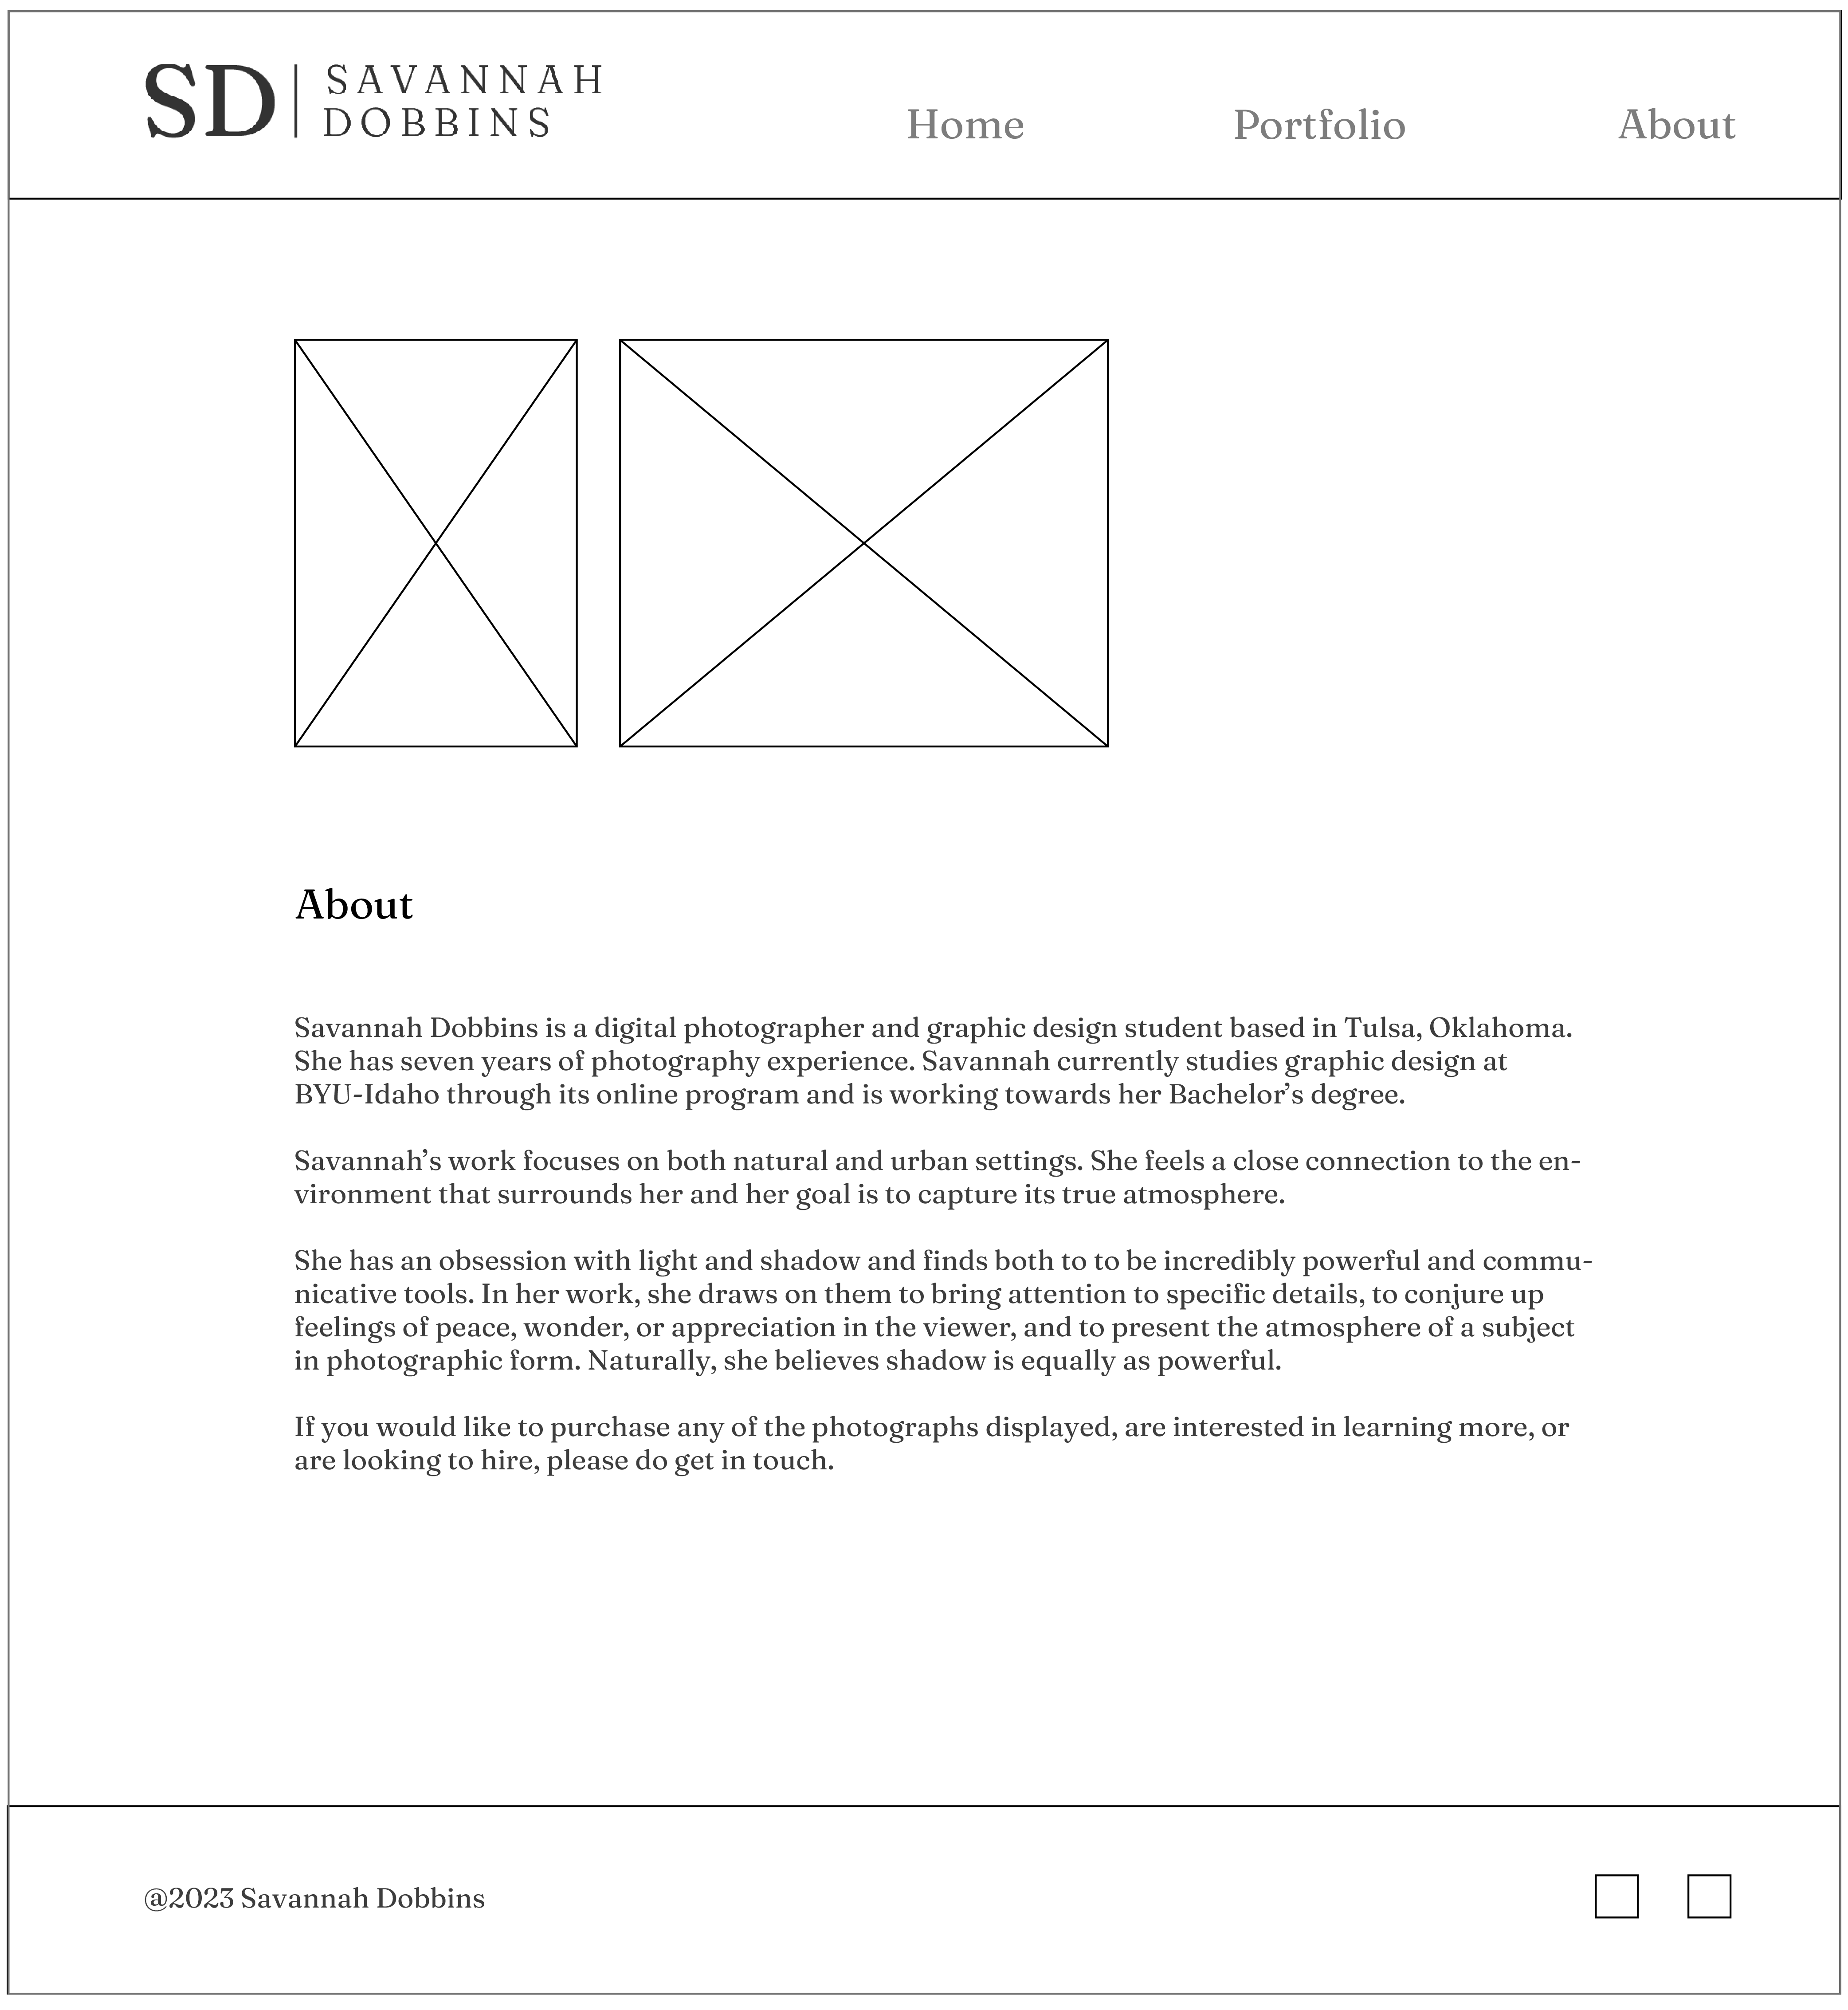 SD | SAVANNAH
DOBBINS
Home Portfolio About
About
Savannah Dobbins is a digital photographer and graphic design student based in Tulsa, Oklahoma.
She has seven years of photography experience. Savannah currently studies graphic design at
BYU-Idaho through its online program and is working towards her Bachelor’s degree.
Savannah’s work focuses on both natural and urban settings. She feels a close connection to the en-
vironment that surrounds her and her goal is to capture its true atmosphere.
She has an obsession with light and shadow and finds both to to be incredibly powerful and commu-
nicative tools. In her work, she draws on them to bring attention to specific details, to conjure up
feelings of peace, wonder, or appreciation in the viewer, and to present the atmosphere of a subject
in photographic form. Naturally, she believes shadow is equally as powerful.
If you would like to purchase any of the photographs displayed, are interested in learning more, or
are looking to hire, please do get in touch.
@2023 Savannah Dobbins